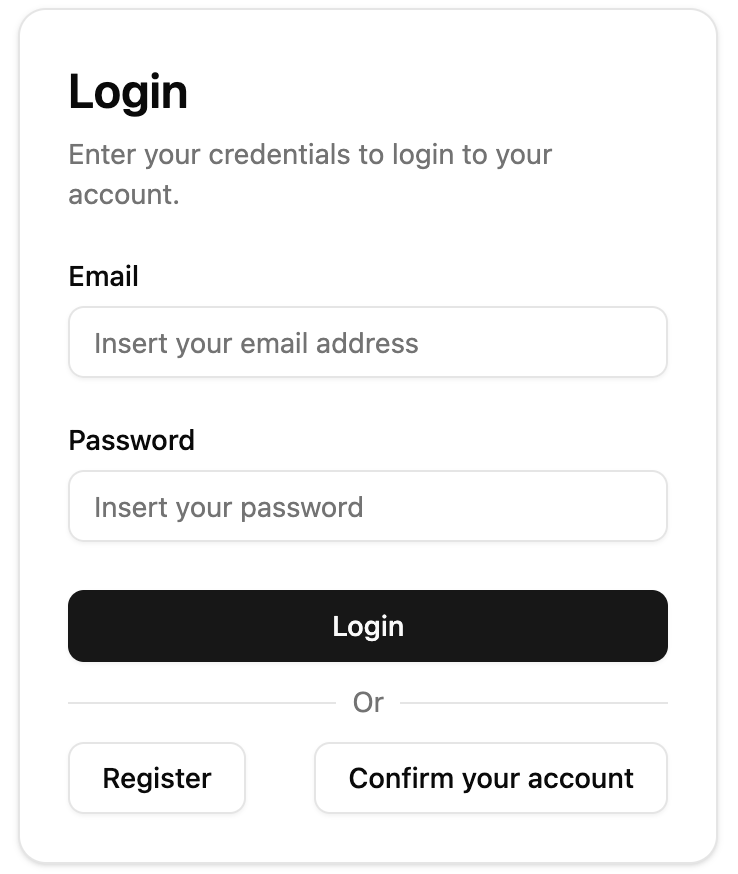 Login
Enter your credentials to login to your
account.
Email
Insert your email address
Password
Insert your password
Login
Or
Register
Confirm your account